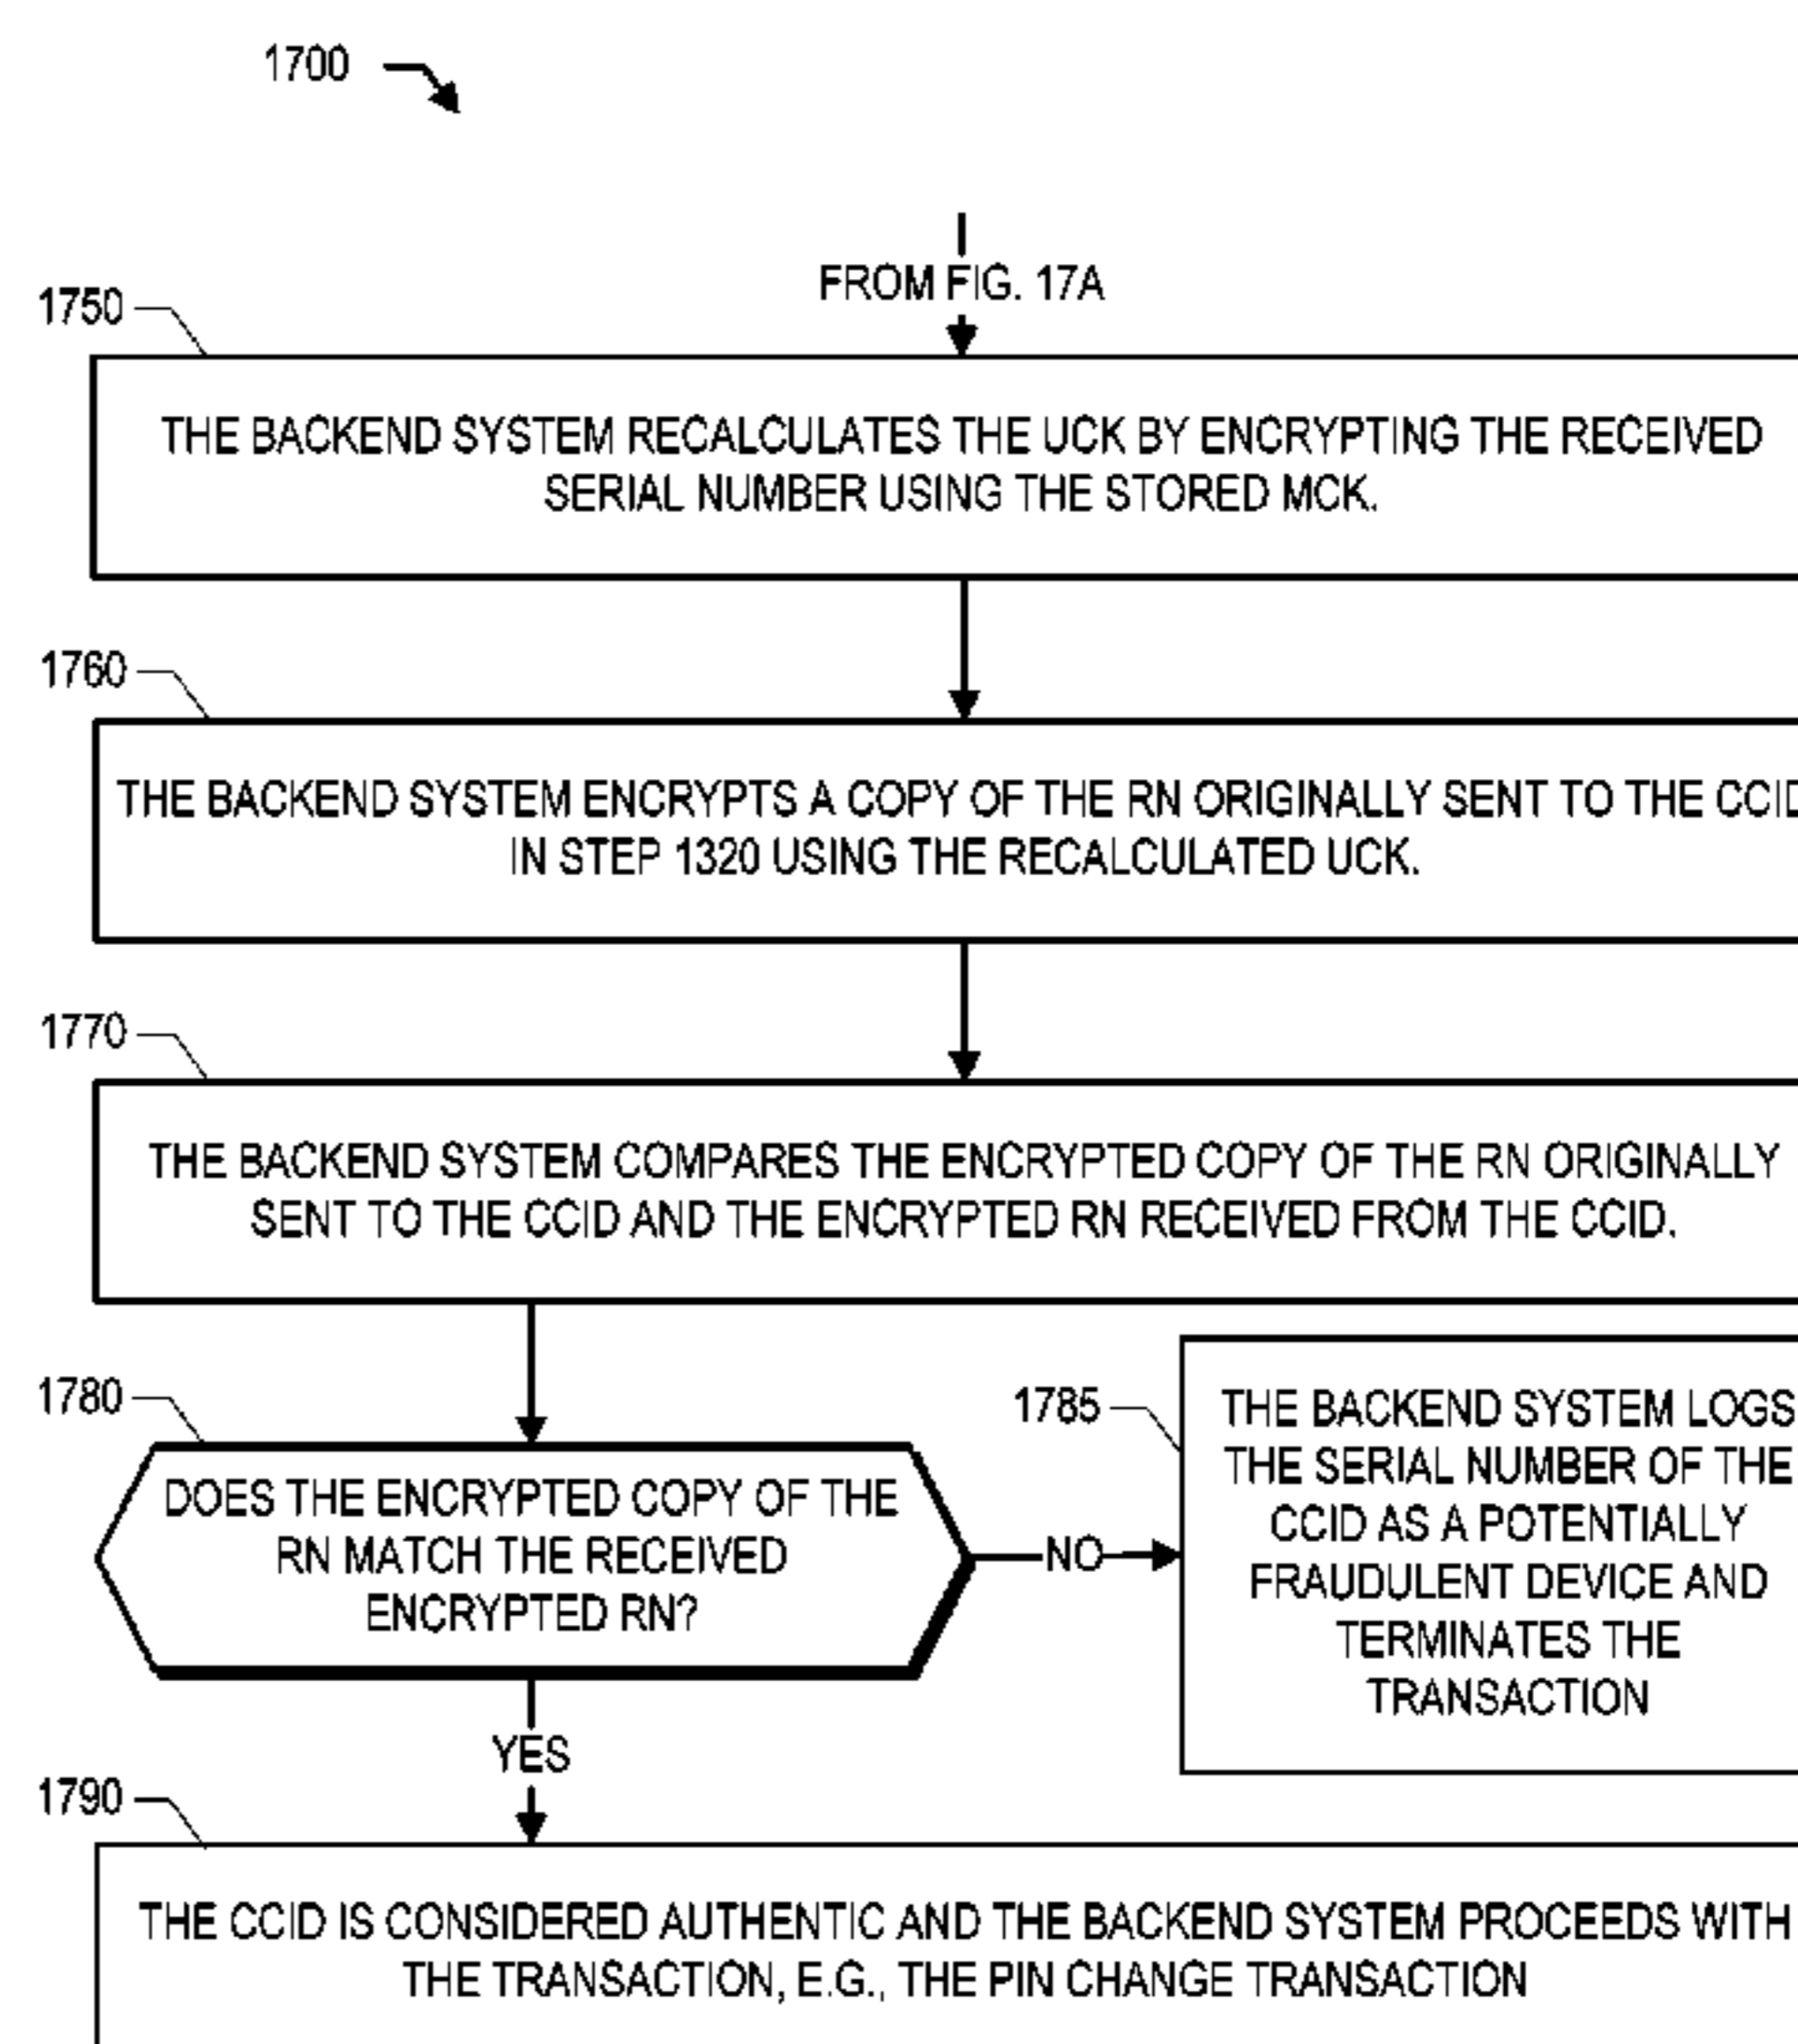 1700
FROM FIG. 17A
1750
THE BACKEND SYSTEM RECALCULATES THE UCK BY ENCRYPTING THE RECEIVED
SERIAL NUMBER USING THE STORED MCK.
1760
THE BACKEND SYSTEM ENCRYPTS A COPY OF THE RN ORIGINALLY SENT TO THE CCID
IN STEP 1320 USING THE RECALCULATED UCK.
1770
THE BACKEND SYSTEM COMPARES THE ENCRYPTED COPY OF THE RN ORIGINALLY
SENT TO THE CCID AND THE ENCRYPTED RN RECEIVED FROM THE CCID.
1780
DOES THE ENCRYPTED COPY OF THE
RN MATCH THE RECEIVED
ENCRYPTED RN?
NO
1785
THE BACKEND SYSTEM LOGS
THE SERIAL NUMBER OF THE
CCID AS A POTENTIALLY
FRAUDULENT DEVICE AND
TERMINATES THE
TRANSACTION
YES
1790
THE CCID IS CONSIDERED AUTHENTIC AND THE BACKEND SYSTEM PROCEEDS WITH
THE TRANSACTION, E.G., THE PIN CHANGE TRANSACTION